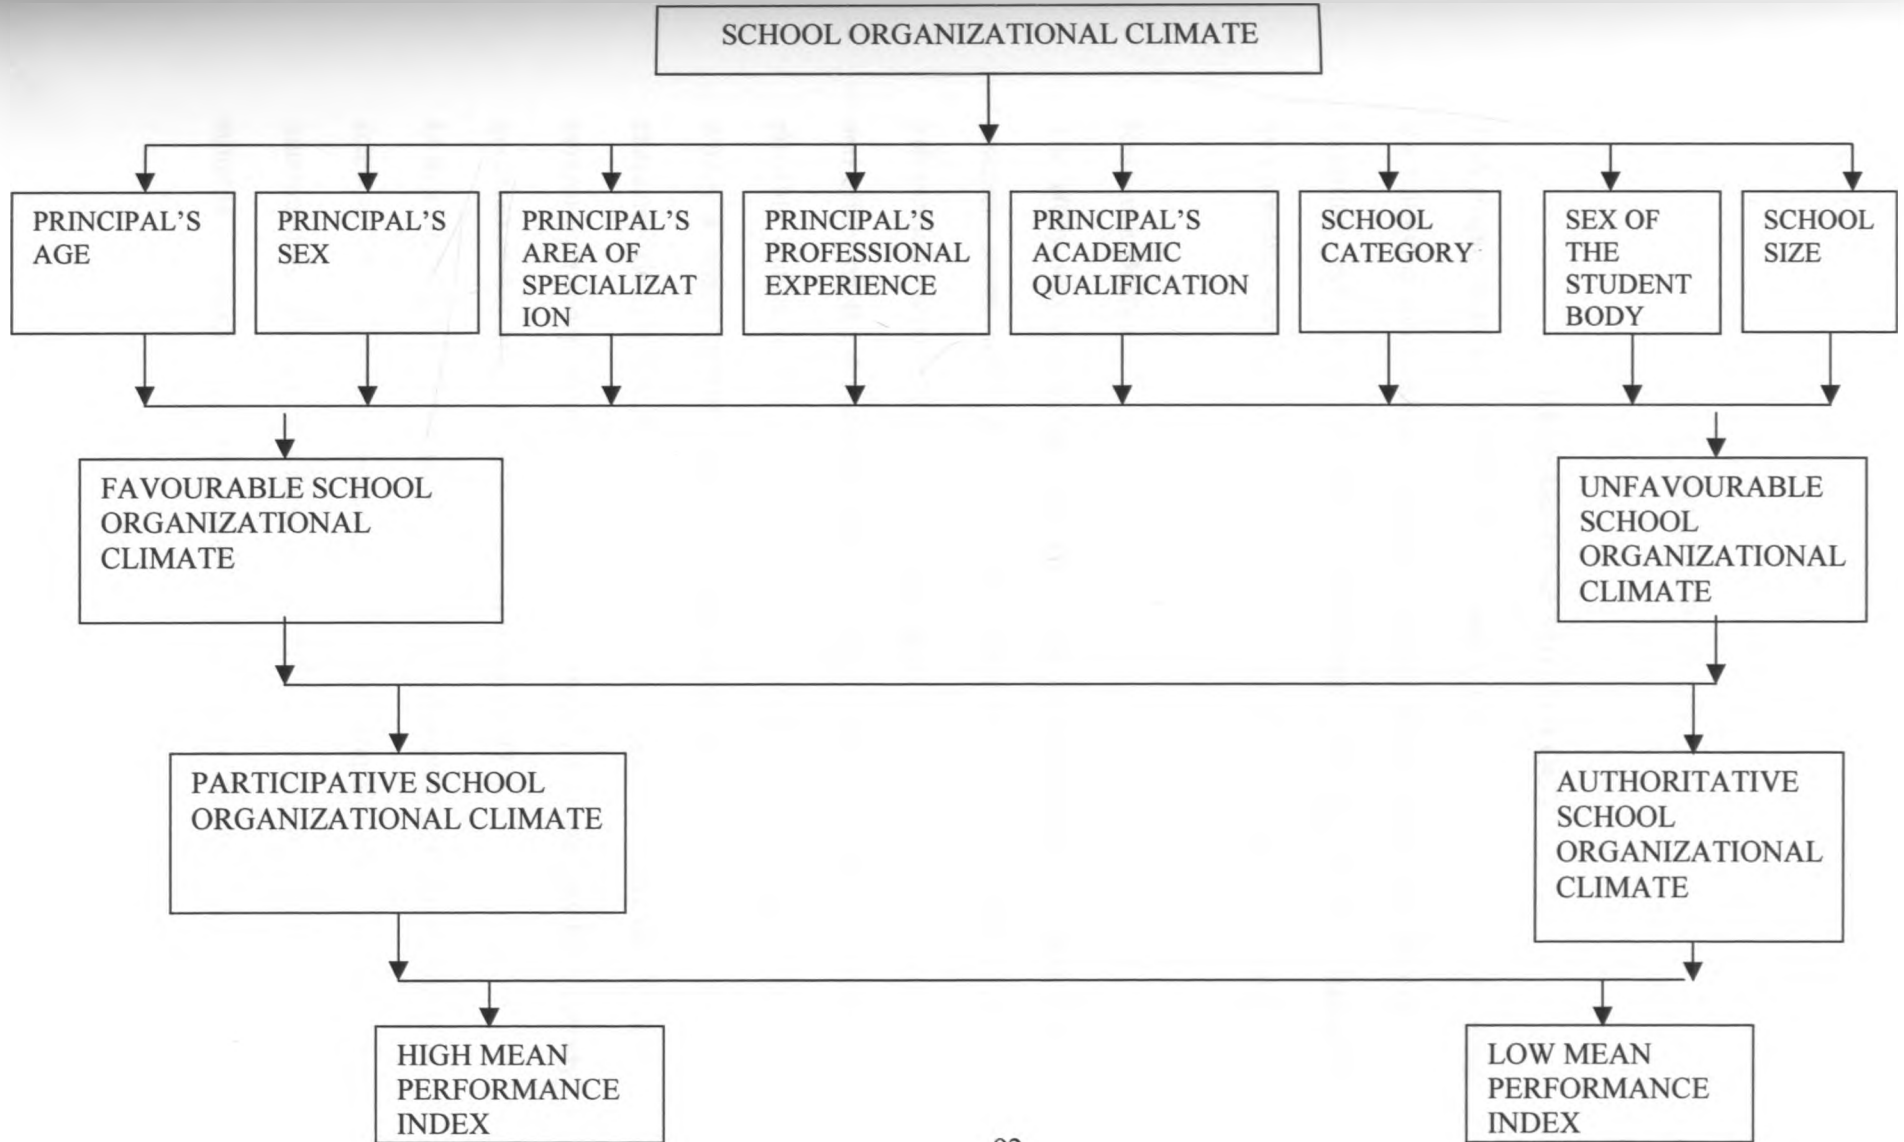 SCHOOL ORGANIZATIONAL CLIMATE
PRINCIPAL'S
AGE
PRINCIPAL'S
SEX
PRINCIPAL'S
AREA OF
SPECIALIZAT
ION
PRINCIPAL'S
PROFESSIONAL
EXPERIENCE
PRINCIPAL'S
ACADEMIC
QUALIFICATION
SCHOOL
CATEGORY
SEX OF
THE
STUDENT
BODY
SCHOOL
SIZE
FAVOURABLE SCHOOL
ORGANIZATIONAL
CLIMATE
UNFAVOURABLE
SCHOOL
ORGANIZATIONAL
CLIMATE
PARTICIPATIVE SCHOOL
ORGANIZATIONAL CLIMATE
AUTHORITATIVE
SCHOOL
ORGANIZATIONAL
CLIMATE
HIGH MEAN
PERFORMANCE
INDEX
LOW MEAN
PERFORMANCE
INDEX